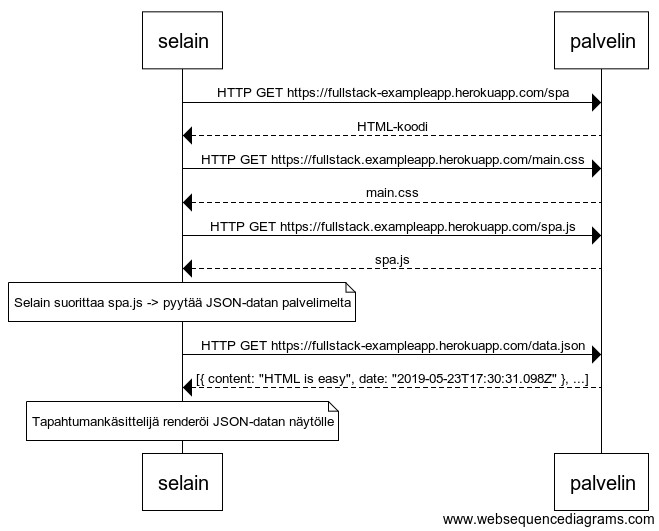 selain palvelin
HTTP GET https://fullstack-exampleapp.herokuapp.com/spa
HTML-koodi
HTTP GET https://fullstack.exampleapp.herokuapp.com/main.css
main.css
HTTP GET https://fullstack.exampleapp.herokuapp.com/spa.js
spa.js
Selain suorittaa spa.js -> pyytää JSON-datan palvelimelta
HTTP GET https://fullstack-exampleapp.herokuapp.com/data.json
[{ content: "HTML is easy", date: "2019-05-23T17:30:31.098Z" }, ...]
Tapahtumankäsittelijä renderöi JSON-datan näytölle
selain palvelin
www.websequencediagrams.com